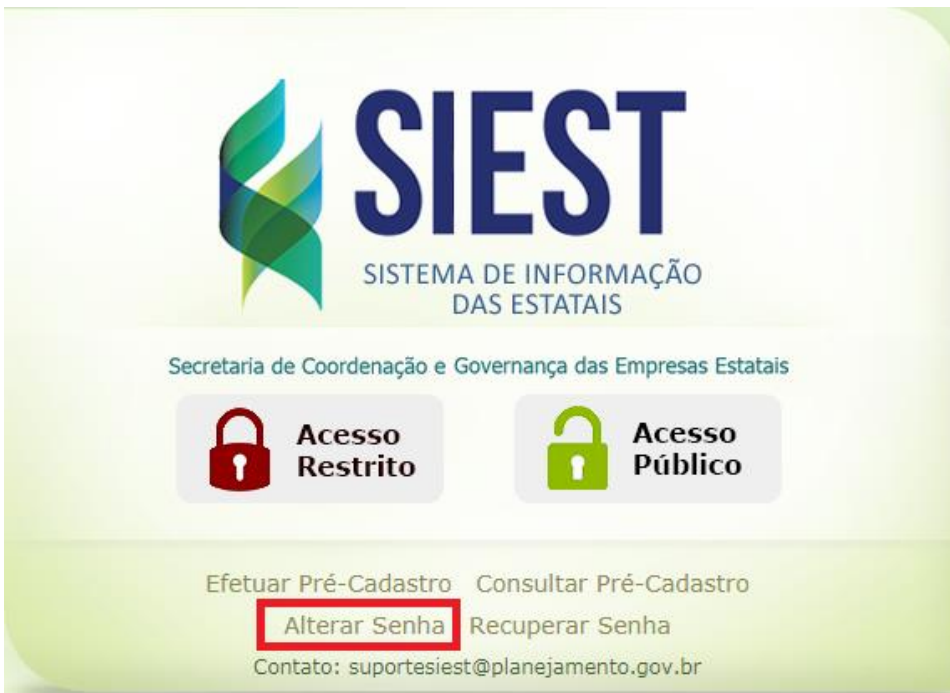 SIEST
SISTEMA DE INFORMAÇÃO
DAS ESTATAIS
Secretaria de Coordenação e Governança das Empresas Estatais
Acesso
Restrito
Acesso
Público
Efetuar Pré-Cadastro Consultar Pré-Cadastro
Alterar Senha Recuperar Senha
Contato: suportesiest@planejamento.gov.br